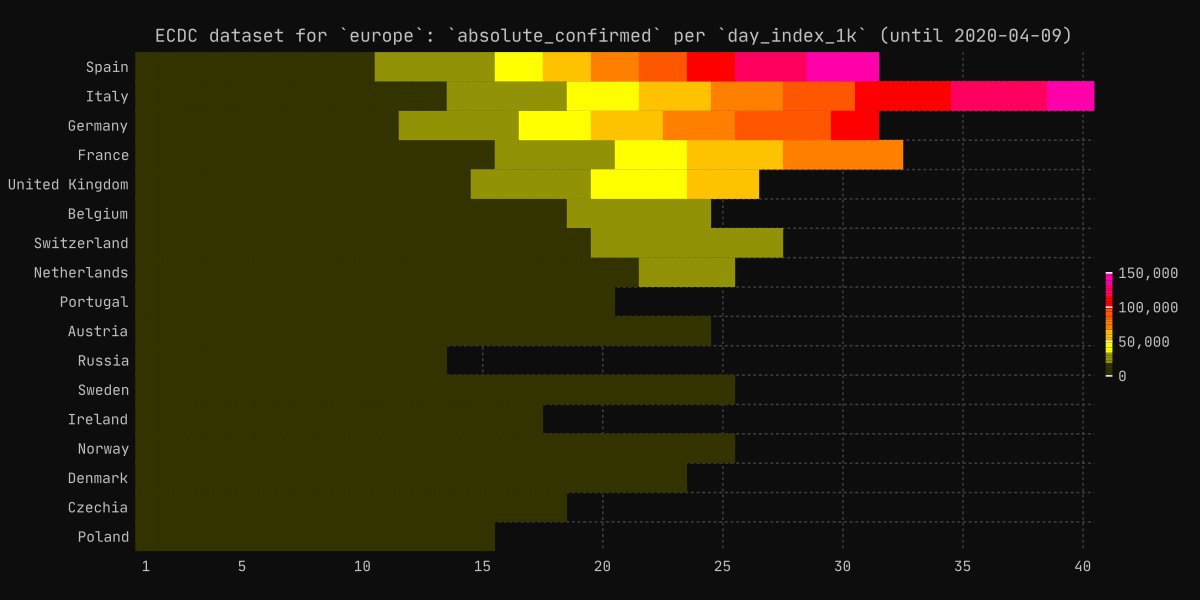 ECDC dataset for `europe`: `absolute_confirmed` per `day_index_1k` (until 2020-04-09)
Spain
Italy
Germany
France
United Kingdom
Belgium
Switzerland
Netherlands
Portugal
Austria
Russia
Sweden
Ireland
Norway
Denmark
Czechia
Poland
1 5 10 15 20 25 30 35 40
150,000
100,000
50,000
0